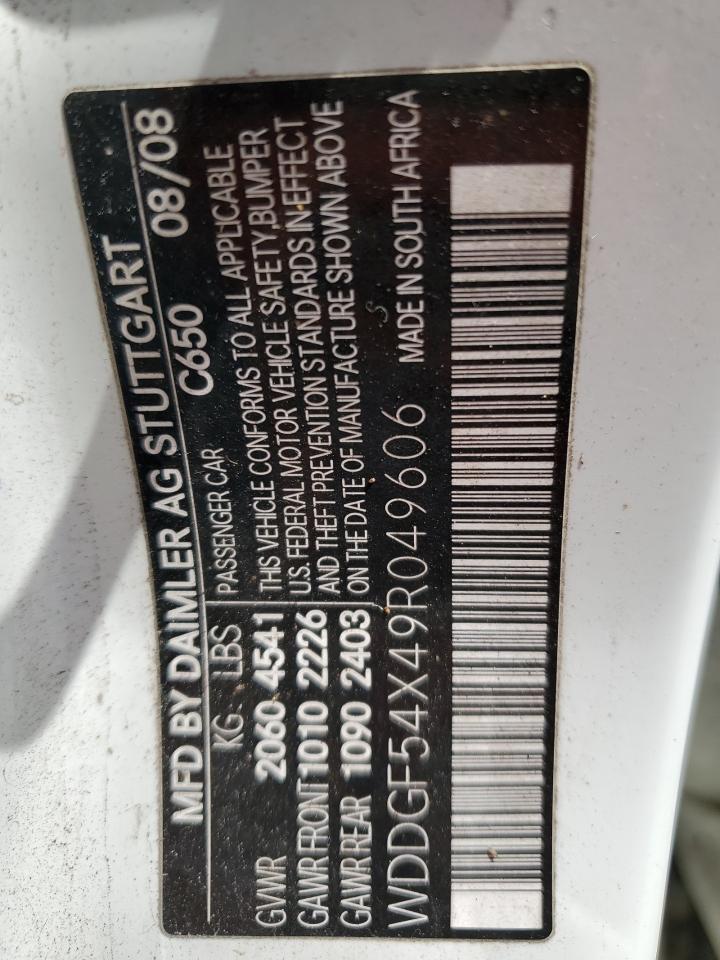 MFD BY DAIMLER AG STUTTGART
C650 08/08
KG LBS
GVWR 2060 4541
GAWR FRONT 1010 2226
GAWR REAR 1090 2403
PASSENGER CAR
THIS VEHICLE CONFORMS TO ALL APPLICABLE
U.S. FEDERAL MOTOR VEHICLE SAFETY, BUMPER
AND THEFT PREVENTION STANDARDS IN EFFECT
ON THE DATE OF MANUFACTURE SHOWN ABOVE
WDDGF54X49R049606 MADE IN SOUTH AFRICA